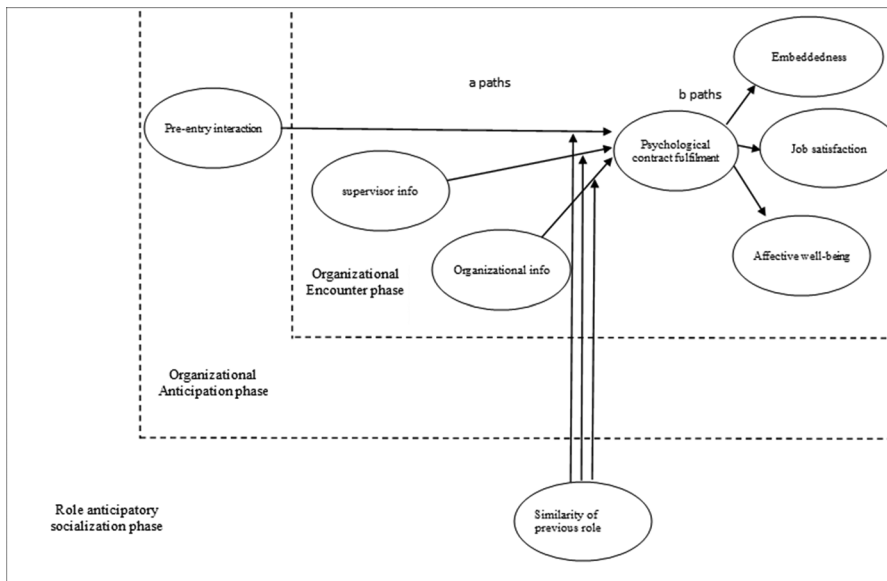 Embeddedness
a paths
b paths
Pre-entry interaction
Psychological
contract fulfilment
Job satisfaction
supervisor info
Organizational info
Affective well-being
Organizational
Encounter phase
Organizational
Anticipation phase
Role anticipatory
socialization phase
Similarity of
previous role